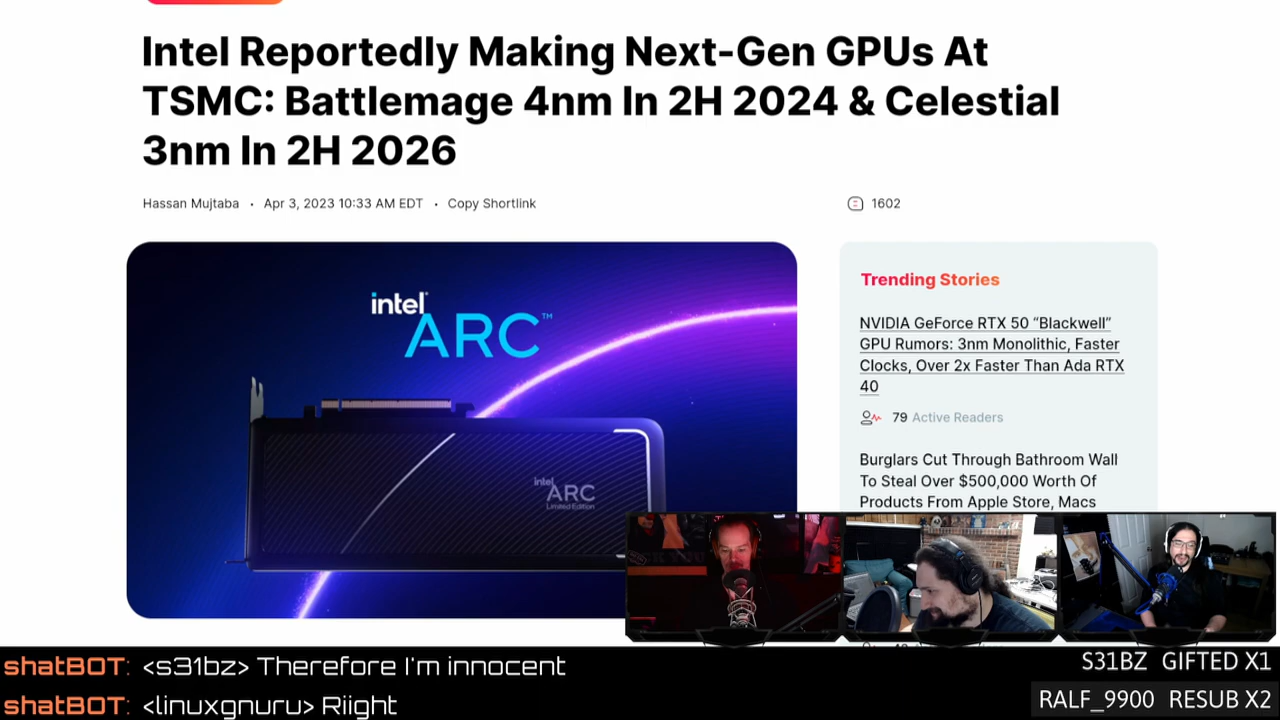 Intel Reportedly Making Next-Gen GPUs At
TSMC: Battlemage 4nm In 2H 2024 & Celestial
3nm In 2H 2026
Hassan Mujtaba • Apr 3, 2023 10:33 AM EDT • Copy Shortlink
1602
intel
ARC™
intel
ARC
Limited Edition
Trending Stories
NVIDIA GeForce RTX 50 “Blackwell”
GPU Rumors: 3nm Monolithic, Faster
Clocks, Over 2x Faster Than Ada RTX
40
79 Active Readers
Burglars Cut Through Bathroom Wall
To Steal Over $500,000 Worth Of
Products From Apple Store, Macs
shatBOT: <s31bz> Therefore I'm innocent
shatBOT: <linuxgnuru> Riight
S31BZ GIFTED X1
RALF_9900 RESUB X2